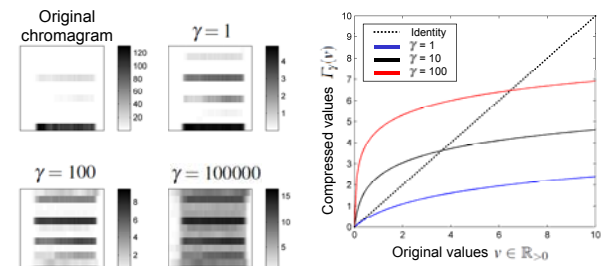 Original
chromagram
γ = 1
120
100
80
60
40
20
4
3
2
1
γ = 100
γ = 100000
8
6
4
2
15
10
5
Compressed values Γγ(v)
10
9
8
7
6
5
4
3
2
1
0
Identity
γ = 1
γ = 10
γ = 100
0 2 4 6 8 10
Original values v ∈ ℝ>0